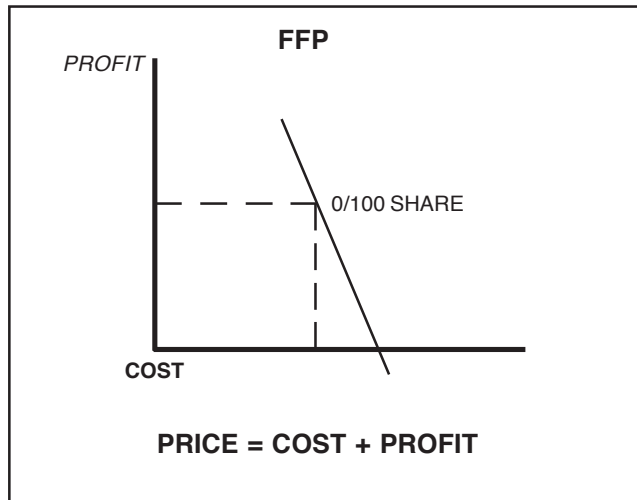 FFP
PROFIT
0/100 SHARE
COST
PRICE = COST + PROFIT